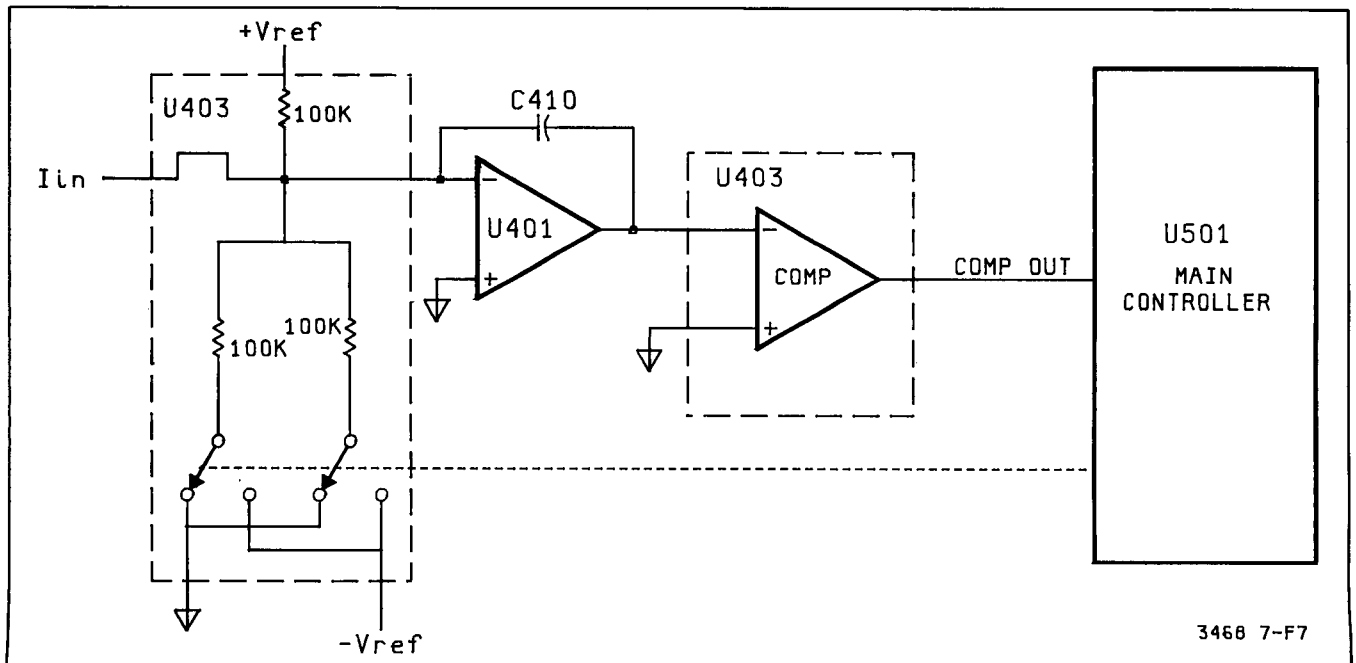 +Vref
U403
100K
C410
Iin
U403
U401
−
+
−
+
COMP
COMP OUT
U501
MAIN
CONTROLLER
100K
100K
-Vref
3468 7-F7